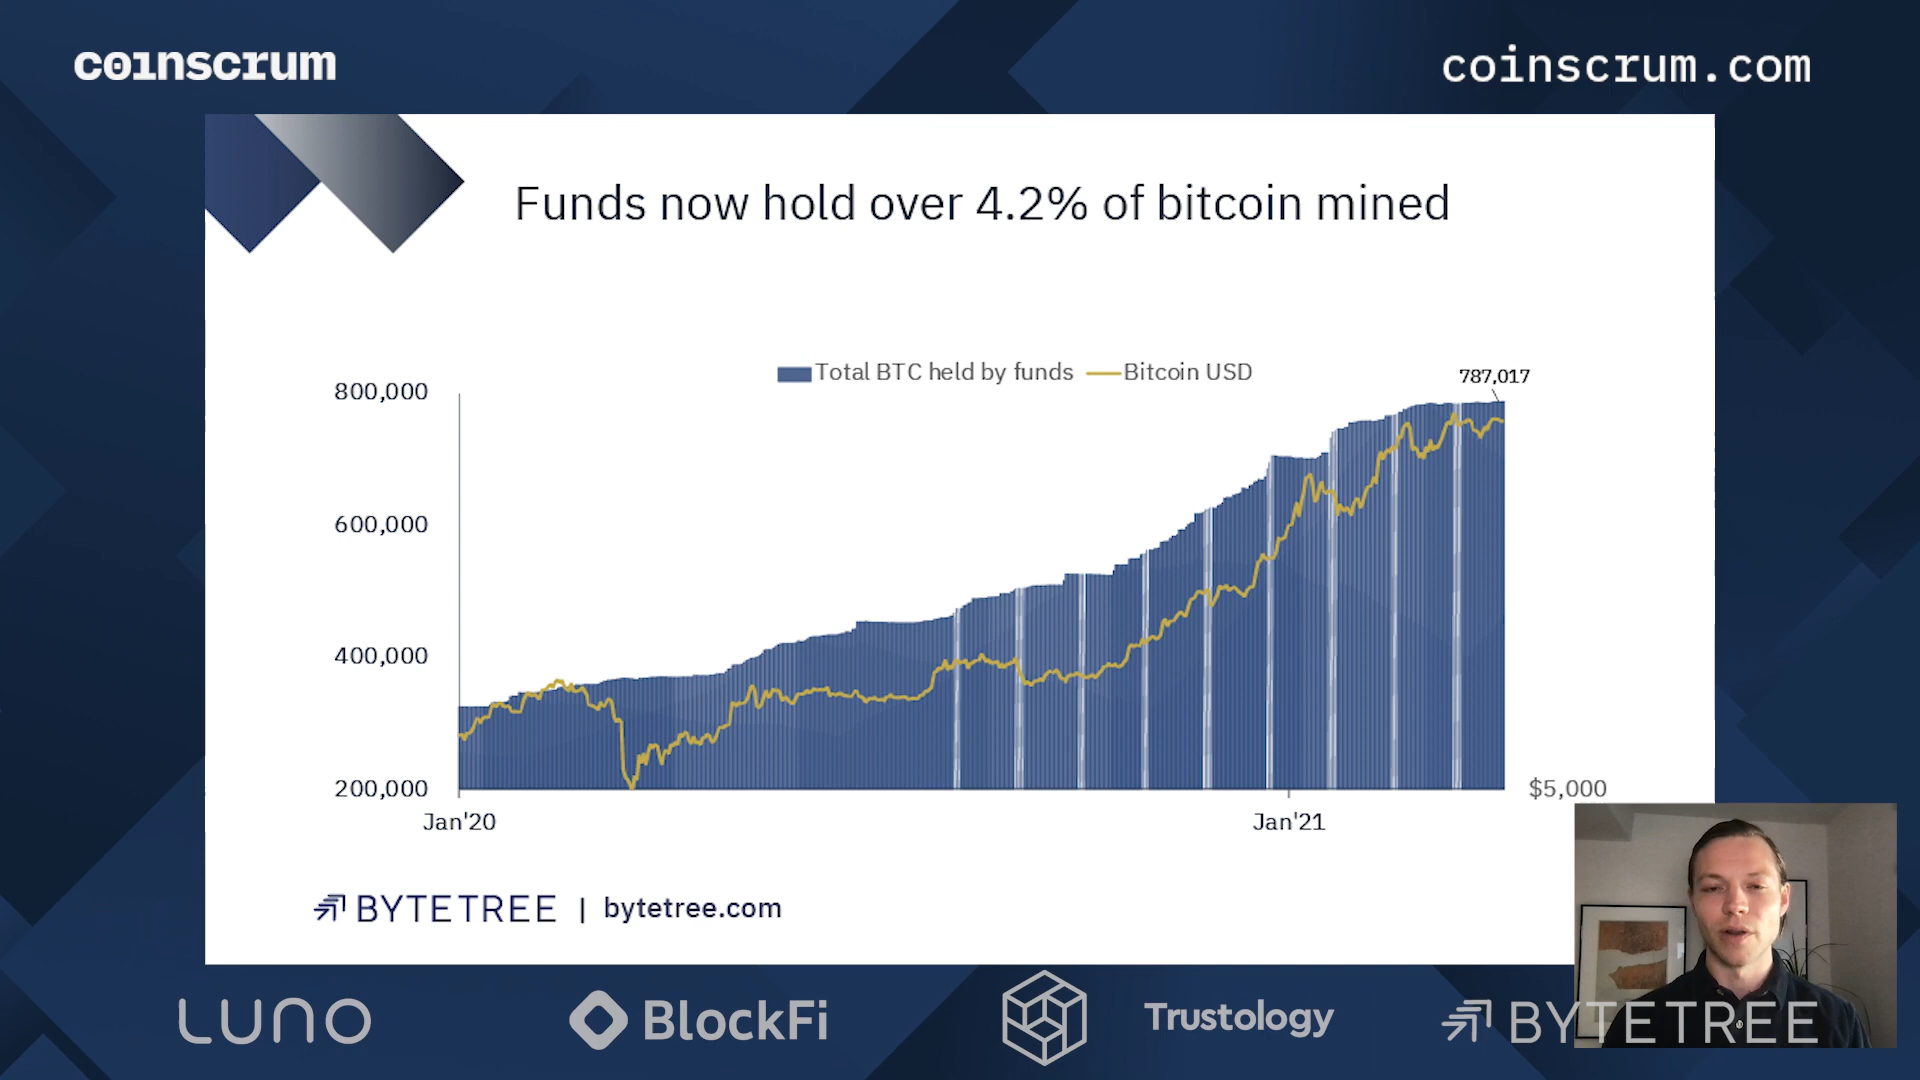 coinscrum
coinscrum.com
Funds now hold over 4.2% of bitcoin mined
Total BTC held by funds
Bitcoin USD
787,017
800,000
600,000
400,000
200,000
$5,000
Jan'20
Jan'21
BYTETREE | bytetree.com
LUNO
BlockFi
Trustology
BYTETREE